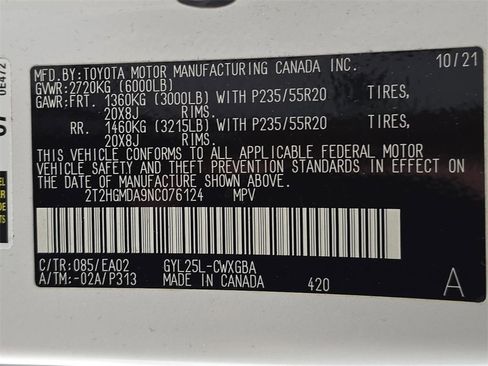 MFD.BY:TOYOTA MOTOR MANUFACTURING CANADA INC. 10/21
GVWR:2720KG (6000LB)
GAWR:FRT. 1360KG (3000LB) WITH P235/55R20 TIRES,
20X8J RIMS.
RR. 1460KG (3215LB) WITH P235/55R20 TIRES,
20X8J RIMS.
THIS VEHICLE CONFORMS TO ALL APPLICABLE FEDERAL MOTOR
VEHICLE SAFETY AND THEFT PREVENTION STANDARDS IN EFFECT ON
THE DATE OF MANUFACTURE SHOWN ABOVE.
2T2HGMDA9NC076124 MPV
C/TR:085/EA02 GYL25L-CWXGBA
A/TM:-02A/P313 MADE IN CANADA 420 A
0E472